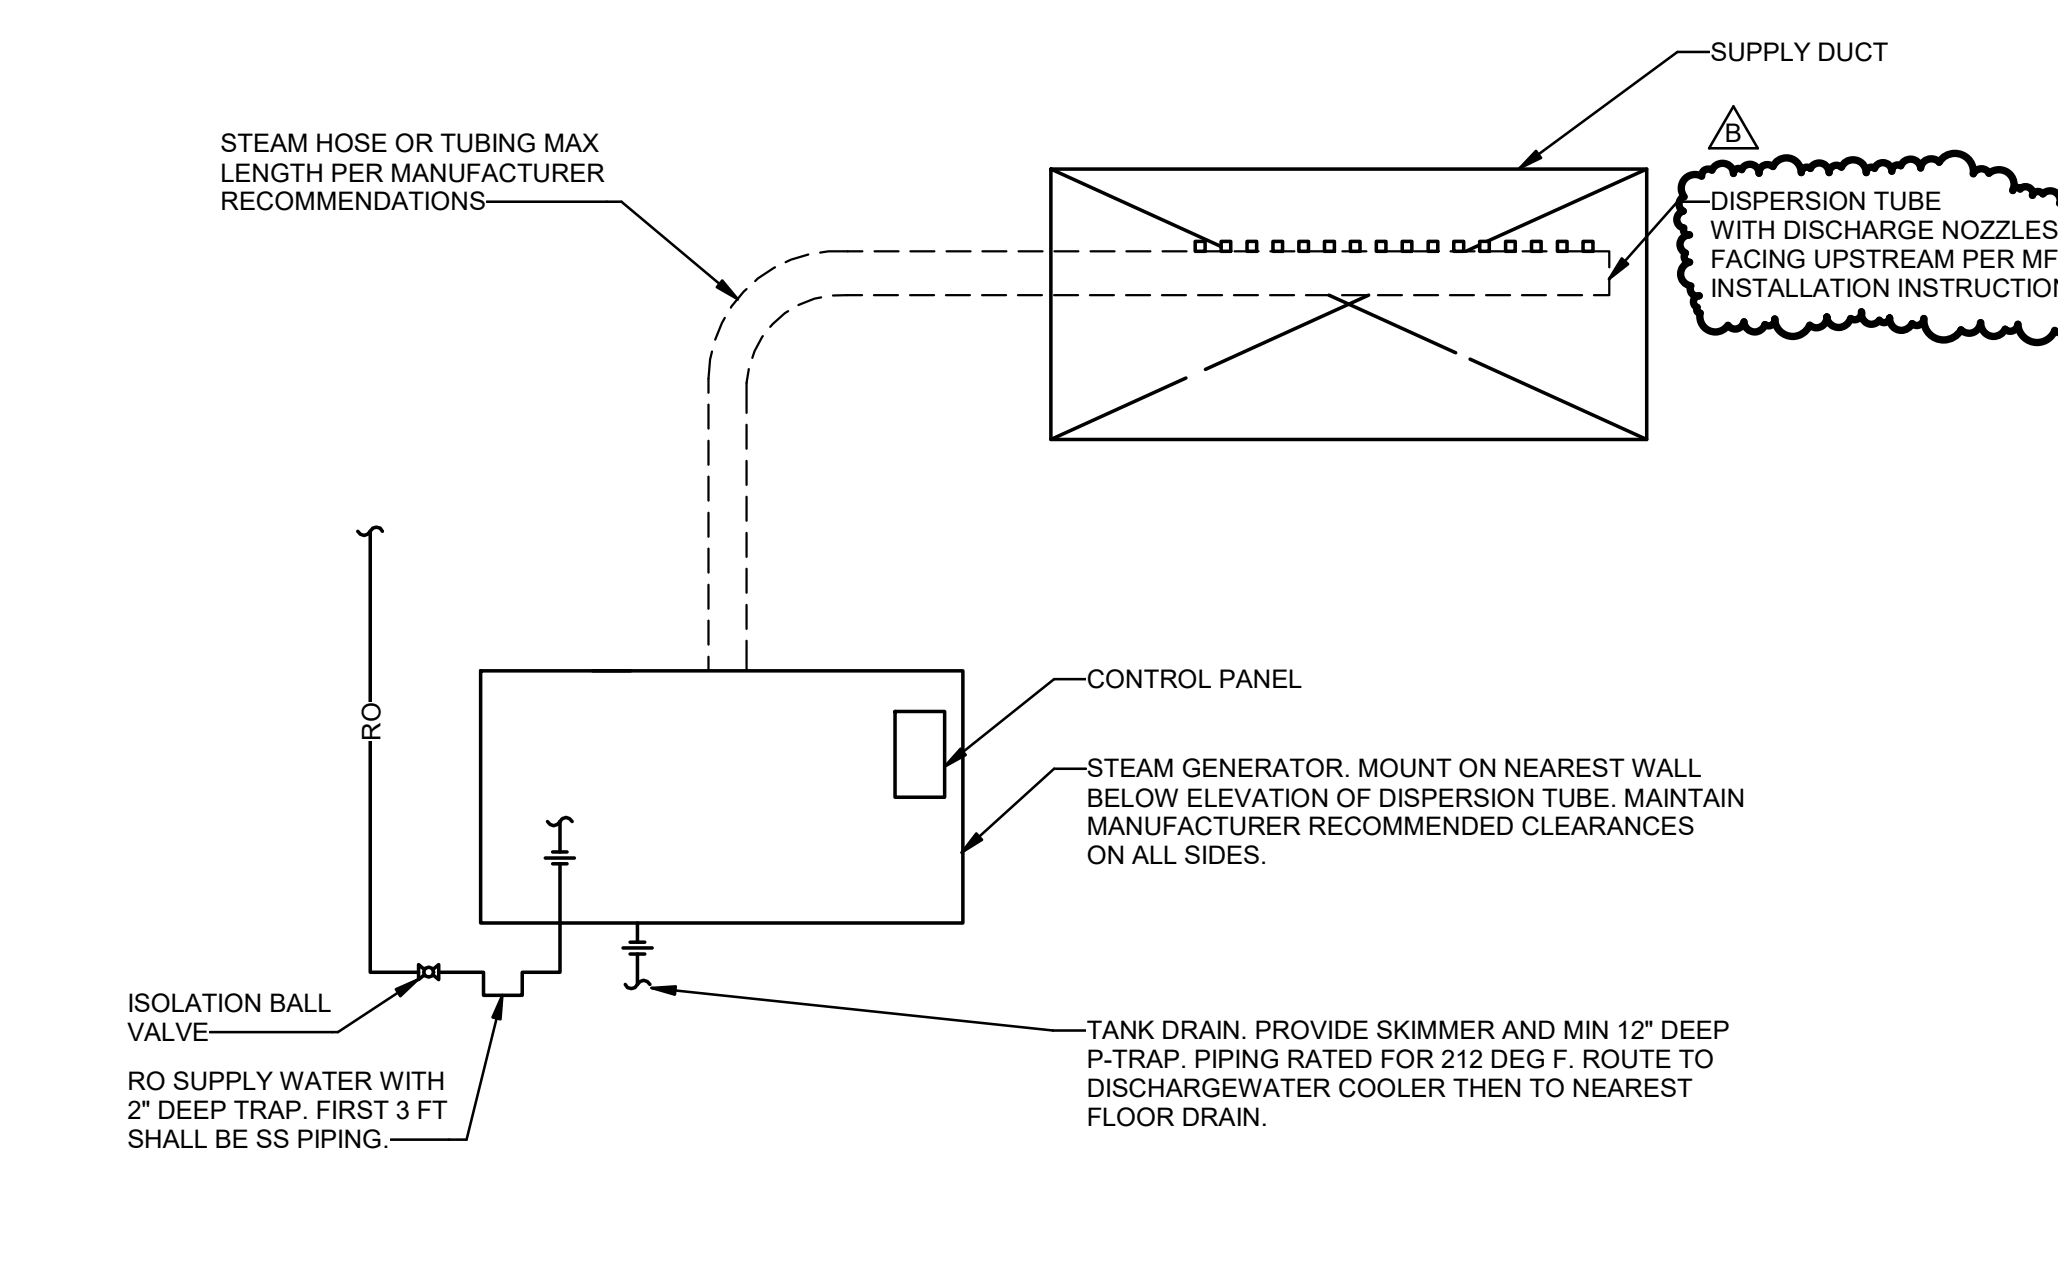 SUPPLY DUCT
B
STEAM HOSE OR TUBING MAX
LENGTH PER MANUFACTURER
RECOMMENDATIONS
DISPERSION TUBE
WITH DISCHARGE NOZZLES
FACING UPSTREAM PER MF
INSTALLATION INSTRUCTION
RO
CONTROL PANEL
STEAM GENERATOR. MOUNT ON NEAREST WALL
BELOW ELEVATION OF DISPERSION TUBE. MAINTAIN
MANUFACTURER RECOMMENDED CLEARANCES
ON ALL SIDES.
ISOLATION BALL
VALVE
RO SUPPLY WATER WITH
2" DEEP TRAP. FIRST 3 FT
SHALL BE SS PIPING.
TANK DRAIN. PROVIDE SKIMMER AND MIN 12" DEEP
P-TRAP. PIPING RATED FOR 212 DEG F. ROUTE TO
DISCHARGEWATER COOLER THEN TO NEAREST
FLOOR DRAIN.